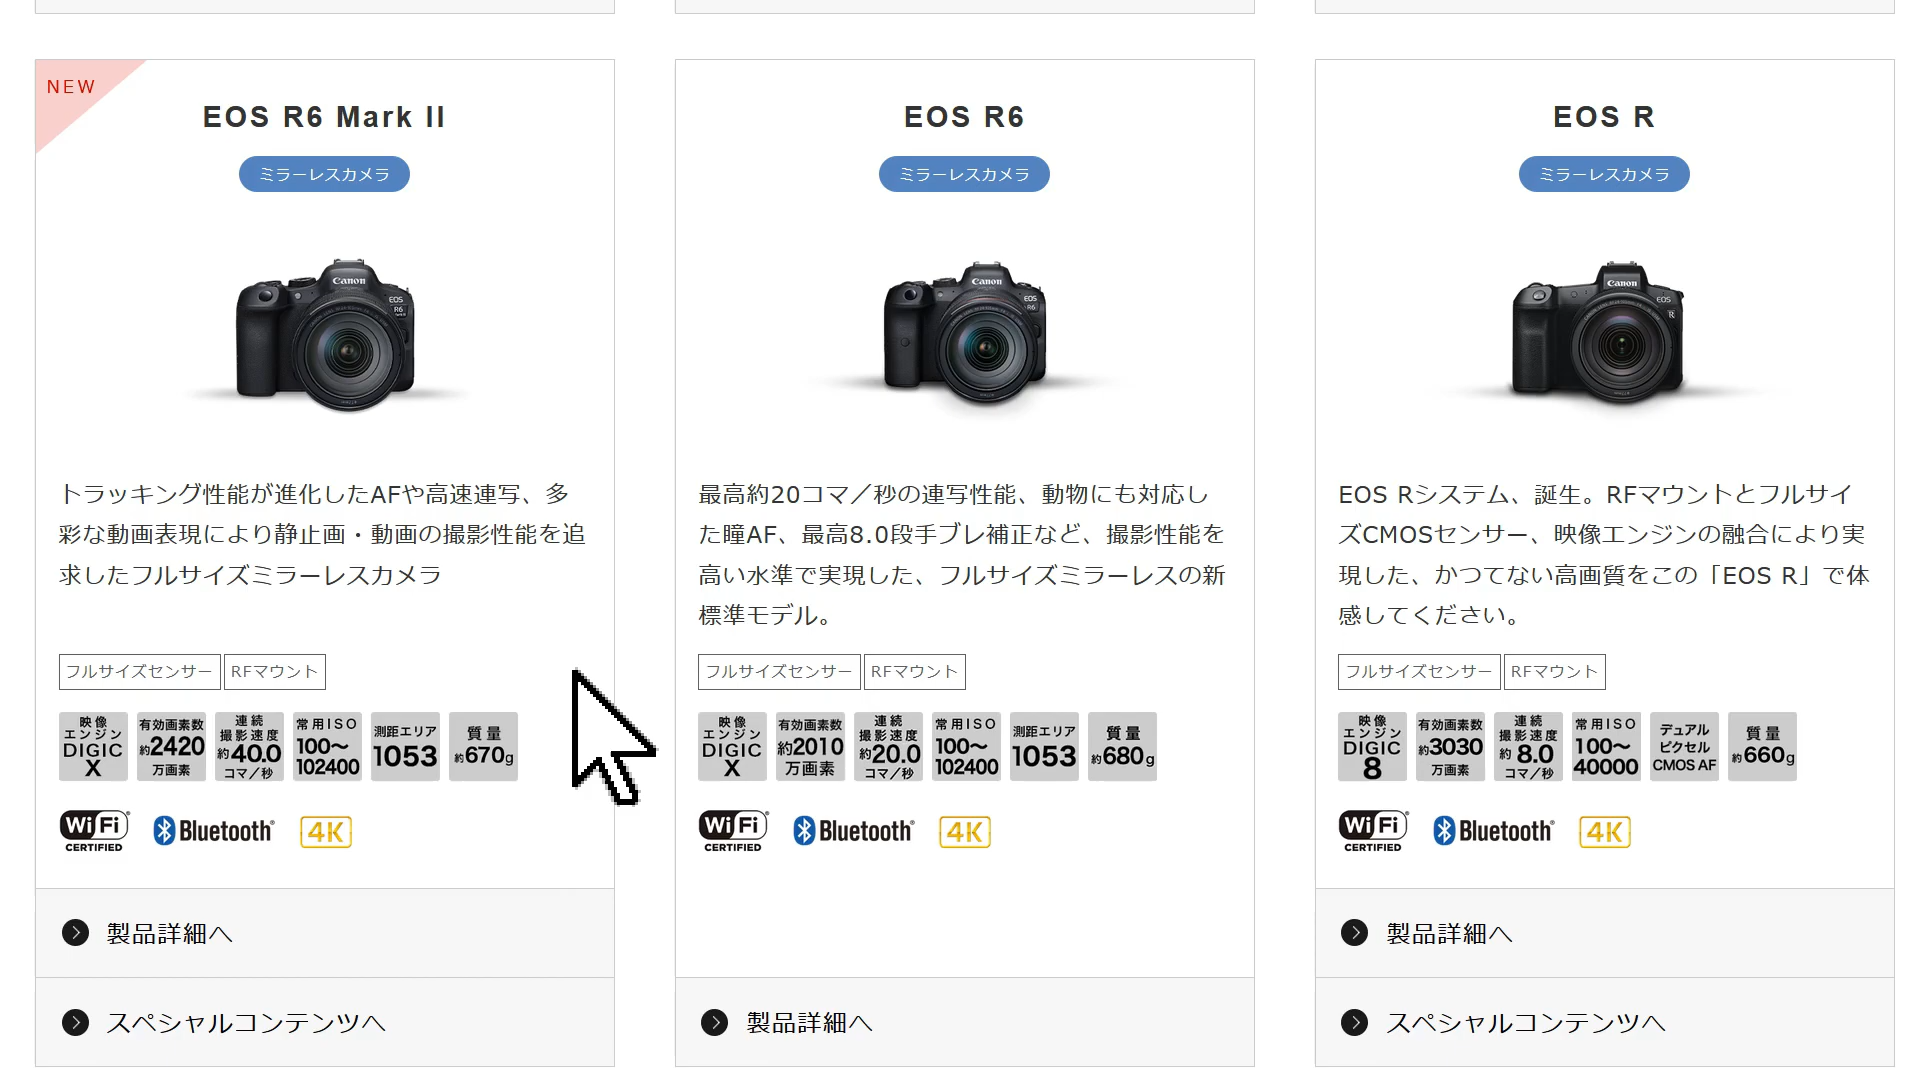 NEW
EOS R6 Mark II
ミラーレスカメラ
Canon
EOS
R6
トラッキング性能が進化したAFや高速連写、多
彩な動画表現により静止画・動画の撮影性能を追
求したフルサイズミラーレスカメラ
フルサイズセンサー RFマウント
映像
エンジン
DIGIC
X
有効画素数
約2420
万画素
連続
撮影速度
約40.0
コマ／秒
常用ISO
100〜
102400
測距エリア
1053
質量
約670g
Wi Fi
CERTIFIED
Bluetooth®
4K
製品詳細へ
スペシャルコンテンツへ
EOS R6
ミラーレスカメラ
Canon
EOS
R6
最高約20コマ／秒の連写性能、動物にも対応し
た瞳AF、最高8.0段手ブレ補正など、撮影性能を
高い水準で実現した、フルサイズミラーレスの新
標準モデル。
フルサイズセンサー RFマウント
映像
エンジン
DIGIC
X
有効画素数
約2010
万画素
連続
撮影速度
約20.0
コマ／秒
常用ISO
100〜
102400
測距エリア
1053
質量
約680g
Wi Fi
CERTIFIED
Bluetooth®
4K
製品詳細へ
EOS R
ミラーレスカメラ
Canon
EOS
R
EOS Rシステム、誕生。RFマウントとフルサイ
ズCMOSセンサー、映像エンジンの融合により実
現した、かつてない高画質をこの「EOS R」で体
感してください。
フルサイズセンサー RFマウント
映像
エンジン
DIGIC
8
有効画素数
約3030
万画素
連続
撮影速度
約8.0
コマ／秒
常用ISO
100〜
40000
デュアル
ピクセル
CMOS AF
質量
約660g
Wi Fi
CERTIFIED
Bluetooth®
4K
製品詳細へ
スペシャルコンテンツへ